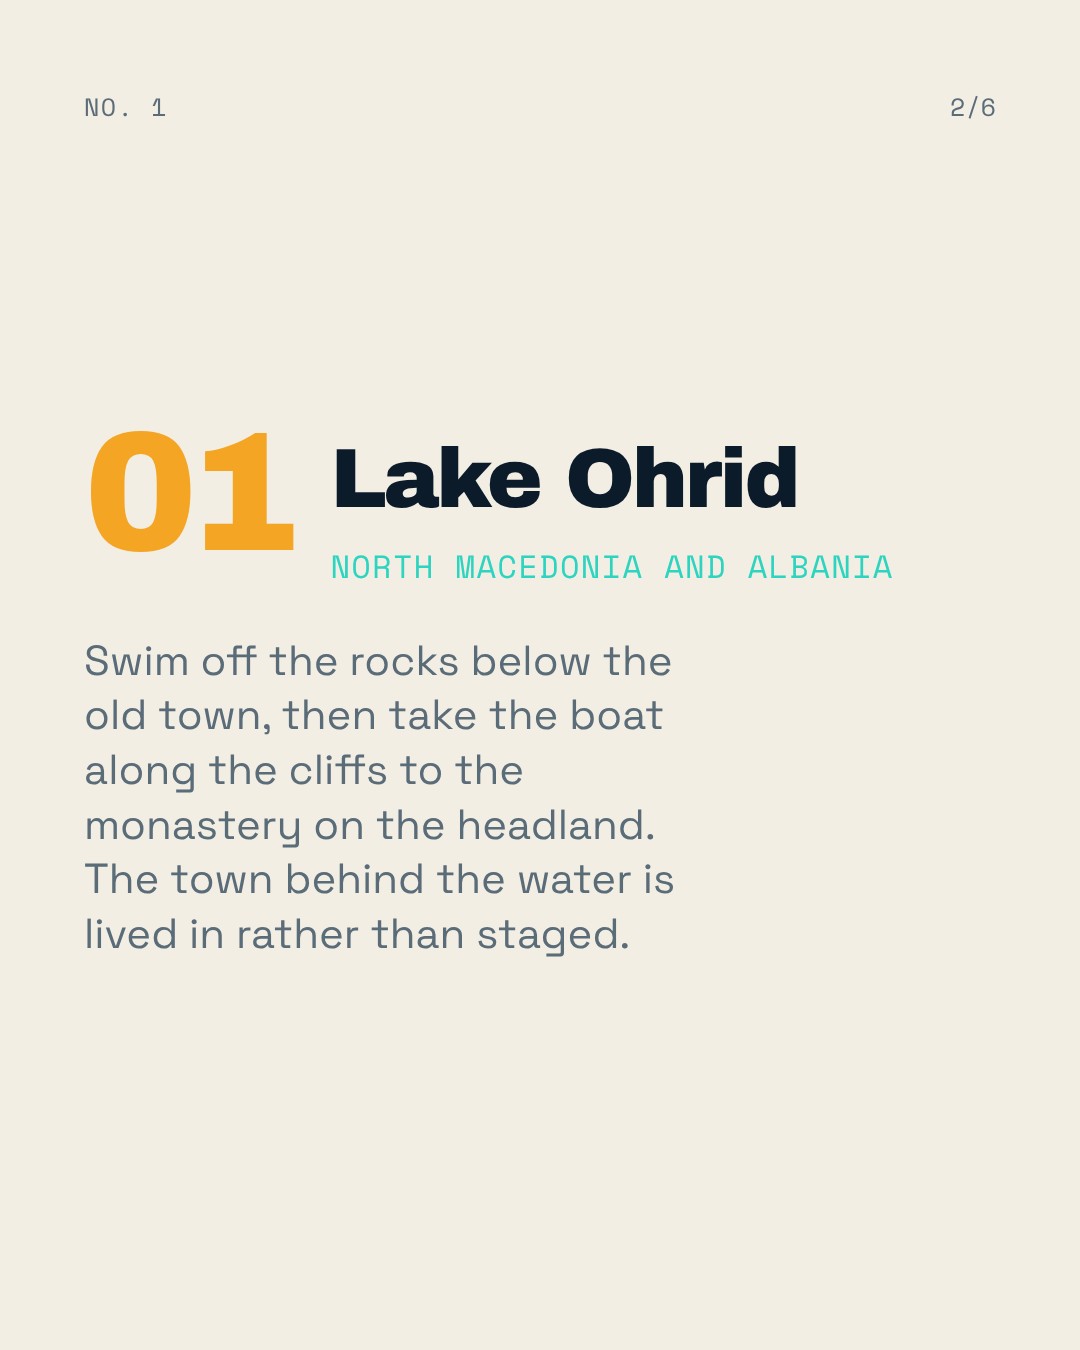 NO. 1
2/6
01
Lake Ohrid
NORTH MACEDONIA AND ALBANIA
Swim off the rocks below the
old town, then take the boat
along the cliffs to the
monastery on the headland.
The town behind the water is
lived in rather than staged.